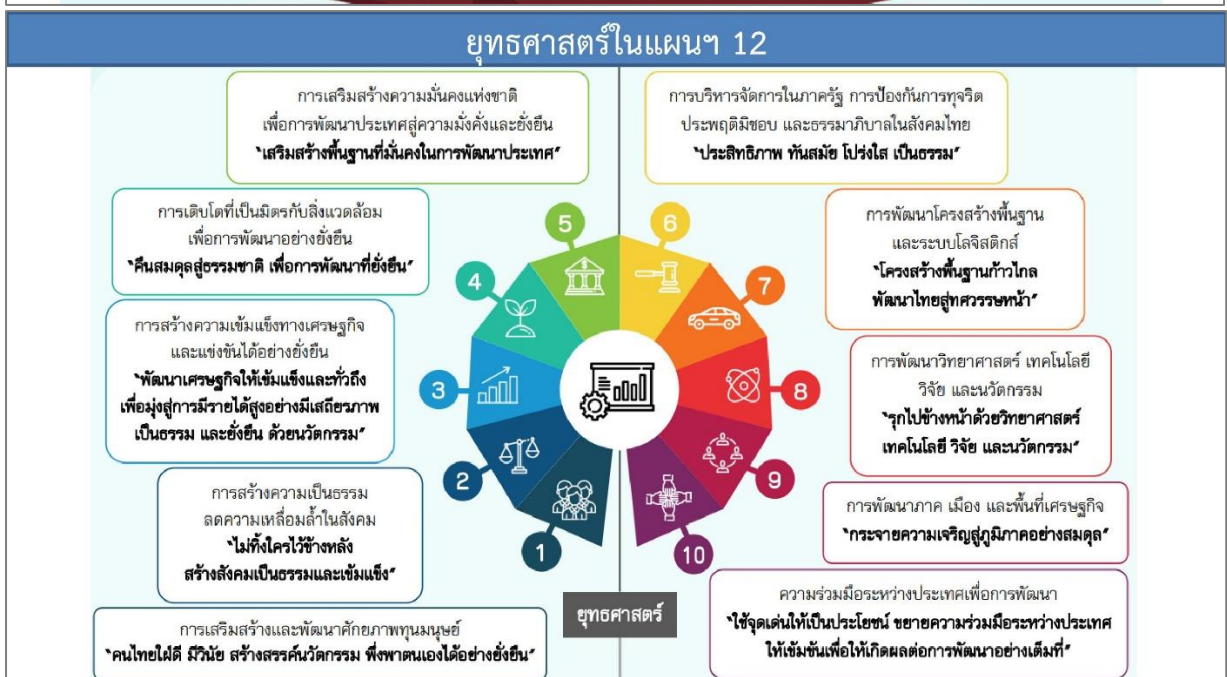 ยุทธศาสตร์ในแผนฯ 12
การเสริมสร้างความมั่นคงแห่งชาติ
เพื่อการพัฒนาประเทศสู่ความมั่งคั่งและยั่งยืน
“เสริมสร้างพื้นฐานที่มั่นคงในการพัฒนาประเทศ”
การบริหารจัดการในภาครัฐ การป้องกันการทุจริต
ประพฤติมิชอบ และธรรมาภิบาลในสังคมไทย
“ประสิทธิภาพ ทันสมัย โปร่งใส เป็นธรรม”
การเติบโตที่เป็นมิตรกับสิ่งแวดล้อม
เพื่อการพัฒนาอย่างยั่งยืน
“คืนสมดุลสู่ธรรมชาติ เพื่อการพัฒนาที่ยั่งยืน”
การพัฒนาโครงสร้างพื้นฐาน
และระบบโลจิสติกส์
“โครงสร้างพื้นฐานก้าวไกล
พัฒนาไทยสู่ทศวรรษหน้า”
การสร้างความเข้มแข็งทางเศรษฐกิจ
และแข่งขันได้อย่างยั่งยืน
“พัฒนาเศรษฐกิจให้เข้มแข็งและทั่วถึง
เพื่อมุ่งสู่การมีรายได้สูงอย่างมีเสถียรภาพ
เป็นธรรม และยั่งยืน ด้วยนวัตกรรม”
การพัฒนาวิทยาศาสตร์ เทคโนโลยี
วิจัย และนวัตกรรม
“รุกไปข้างหน้าด้วยวิทยาศาสตร์
เทคโนโลยี วิจัย และนวัตกรรม”
การสร้างความเป็นธรรม
ลดความเหลื่อมล้ำในสังคม
“ไม่ทิ้งใครไว้ข้างหลัง
สร้างสังคมเป็นธรรมและเข้มแข็ง”
การพัฒนาภาค เมือง และพื้นที่เศรษฐกิจ
“กระจายความเจริญสู่ภูมิภาคอย่างสมดุล”
การเสริมสร้างและพัฒนาศักยภาพทุนมนุษย์
“คนไทยใฝ่ดี มีวินัย สร้างสรรค์นวัตกรรม พึ่งพาตนเองได้อย่างยั่งยืน”
ความร่วมมือระหว่างประเทศเพื่อการพัฒนา
“ใช้จุดเด่นให้เป็นประโยชน์ ขยายความร่วมมือระหว่างประเทศ
ให้เข้มข้นเพื่อให้เกิดผลต่อการพัฒนาอย่างเต็มที่”
1
2
3
4
5
6
7
8
9
10
ยุทธศาสตร์